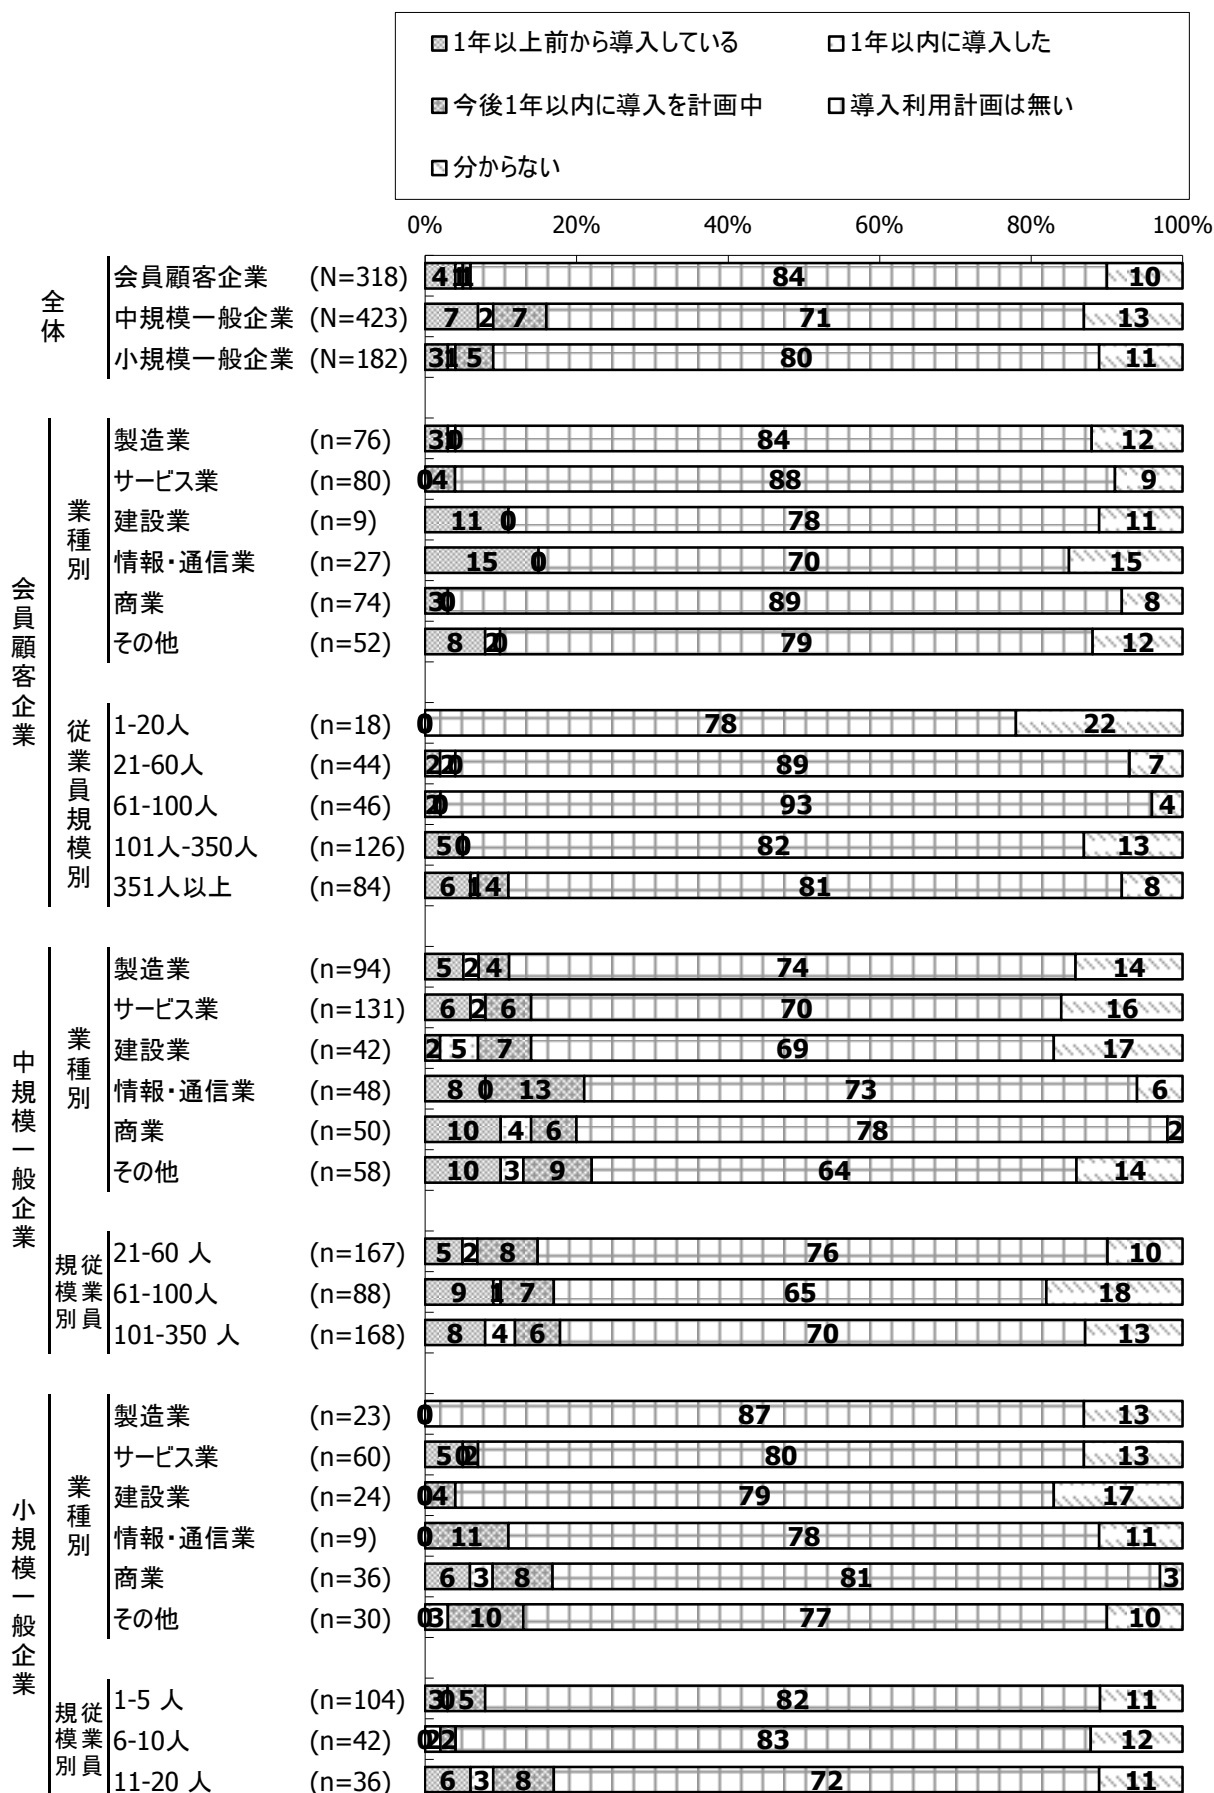 1年以上前から導入している 1年以内に導入した
今後1年以内に導入を計画中 導入利用計画は無い
分からない
0% 20% 40% 60% 80% 100%
全体
会員顧客企業 (N=318) 4 1 1 84 10
中規模一般企業 (N=423) 7 2 7 71 13
小規模一般企業 (N=182) 3 1 5 80 11
会員顧客企業
業種別
製造業 (n=76) 3 1 0 84 12
サービス業 (n=80) 0 4 88 9
建設業 (n=9) 11 0 78 11
情報・通信業 (n=27) 15 0 70 15
商業 (n=74) 3 0 89 8
その他 (n=52) 8 2 0 79 12
従業員規模別
1-20人 (n=18) 0 78 22
21-60人 (n=44) 2 2 0 89 7
61-100人 (n=46) 2 0 93 4
101人-350人 (n=126) 5 0 82 13
351人以上 (n=84) 6 1 4 81 8
中規模一般企業
業種別
製造業 (n=94) 5 2 4 74 14
サービス業 (n=131) 6 2 6 70 16
建設業 (n=42) 2 5 7 69 17
情報・通信業 (n=48) 8 0 13 73 6
商業 (n=50) 10 4 6 78 2
その他 (n=58) 10 3 9 64 14
従業員規模別
21-60 人 (n=167) 5 2 8 76 10
61-100人 (n=88) 9 1 7 65 18
101-350 人 (n=168) 8 4 6 70 13
小規模一般企業
業種別
製造業 (n=23) 0 87 13
サービス業 (n=60) 5 0 2 80 13
建設業 (n=24) 0 4 79 17
情報・通信業 (n=9) 0 11 78 11
商業 (n=36) 6 3 8 81 3
その他 (n=30) 0 3 10 77 10
従業員規模別
1-5 人 (n=104) 3 0 5 82 11
6-10人 (n=42) 0 2 2 83 12
11-20 人 (n=36) 6 3 8 72 11